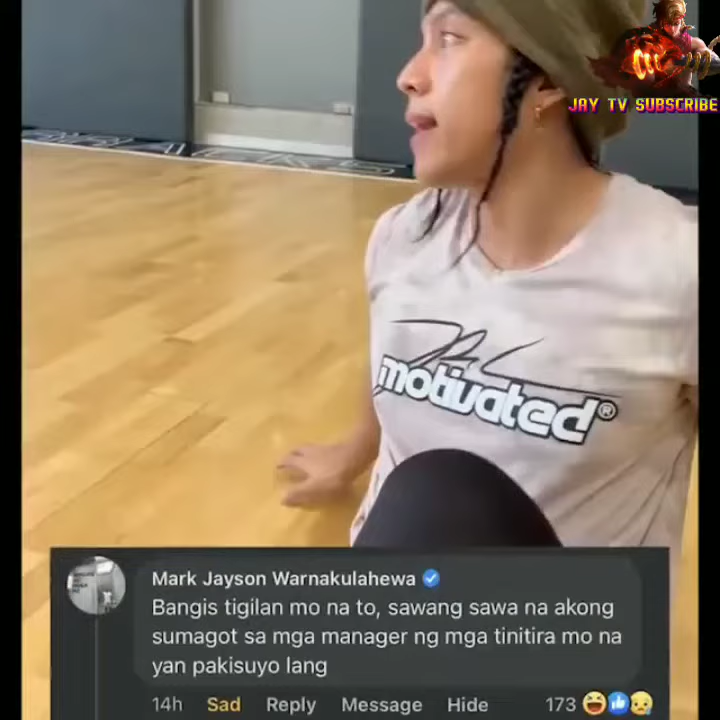 JAY TV SUBSCRIBE
motivated®
Mark Jayson Warnakulahewa
Bangis tigilan mo na to, sawang sawa na akong
sumagot sa mga manager ng mga tinitira mo na
yan pakisuyo lang
14h Sad Reply Message Hide 173